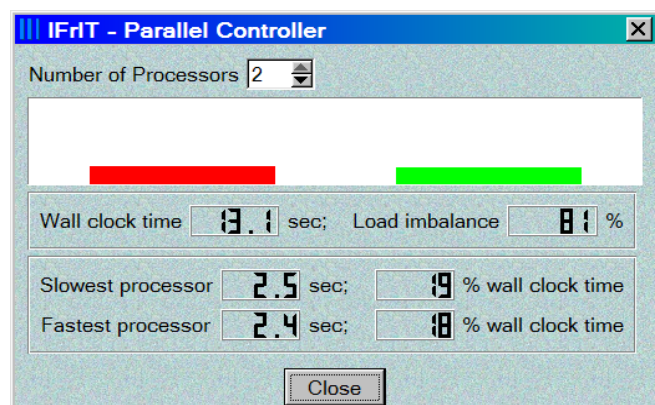 IFrIT - Parallel Controller
Number of Processors 2
Wall clock time 13.1 sec; Load imbalance 81 %
Slowest processor 2.5 sec; 19 % wall clock time
Fastest processor 2.4 sec; 18 % wall clock time
Close